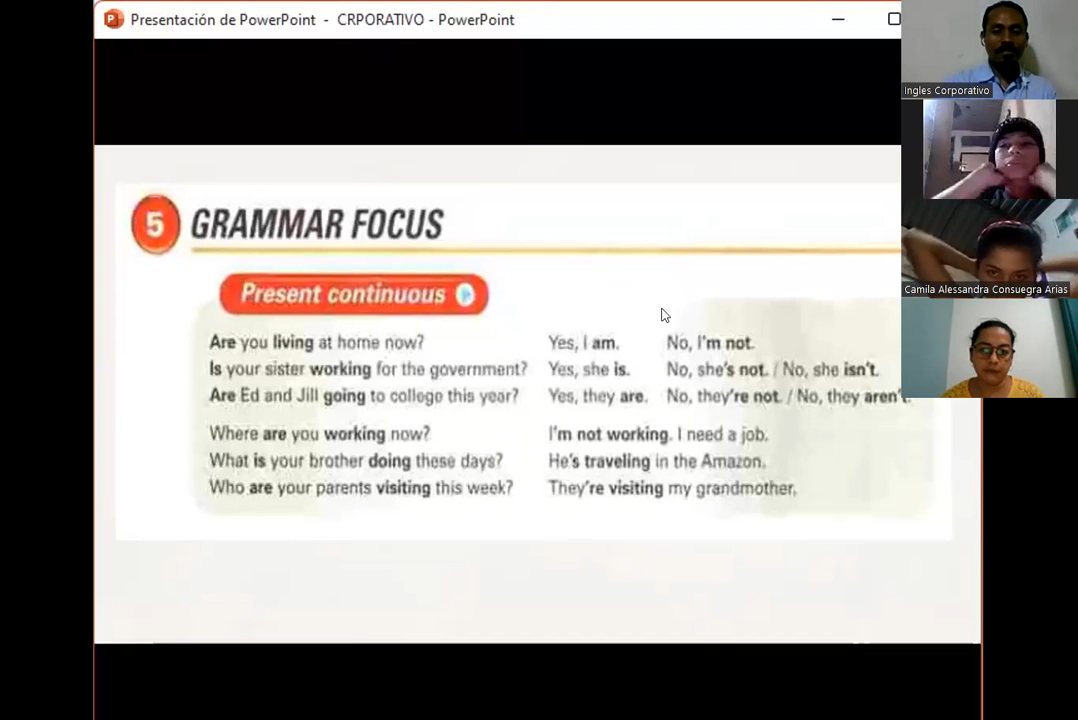 Presentación de PowerPoint - CRPORATIVO - PowerPoint
Ingles Corporativo
5 GRAMMAR FOCUS
Present continuous
Camila Alessandra Consuegra Arias
Are you living at home now? Yes, I am. No, I'm not.
Is your sister working for the government? Yes, she is. No, she's not. / No, she isn't.
Are Ed and Jill going to college this year? Yes, they are. No, they're not. / No, they aren't.
Where are you working now? I'm not working. I need a job.
What is your brother doing these days? He's traveling in the Amazon.
Who are your parents visiting this week? They're visiting my grandmother.